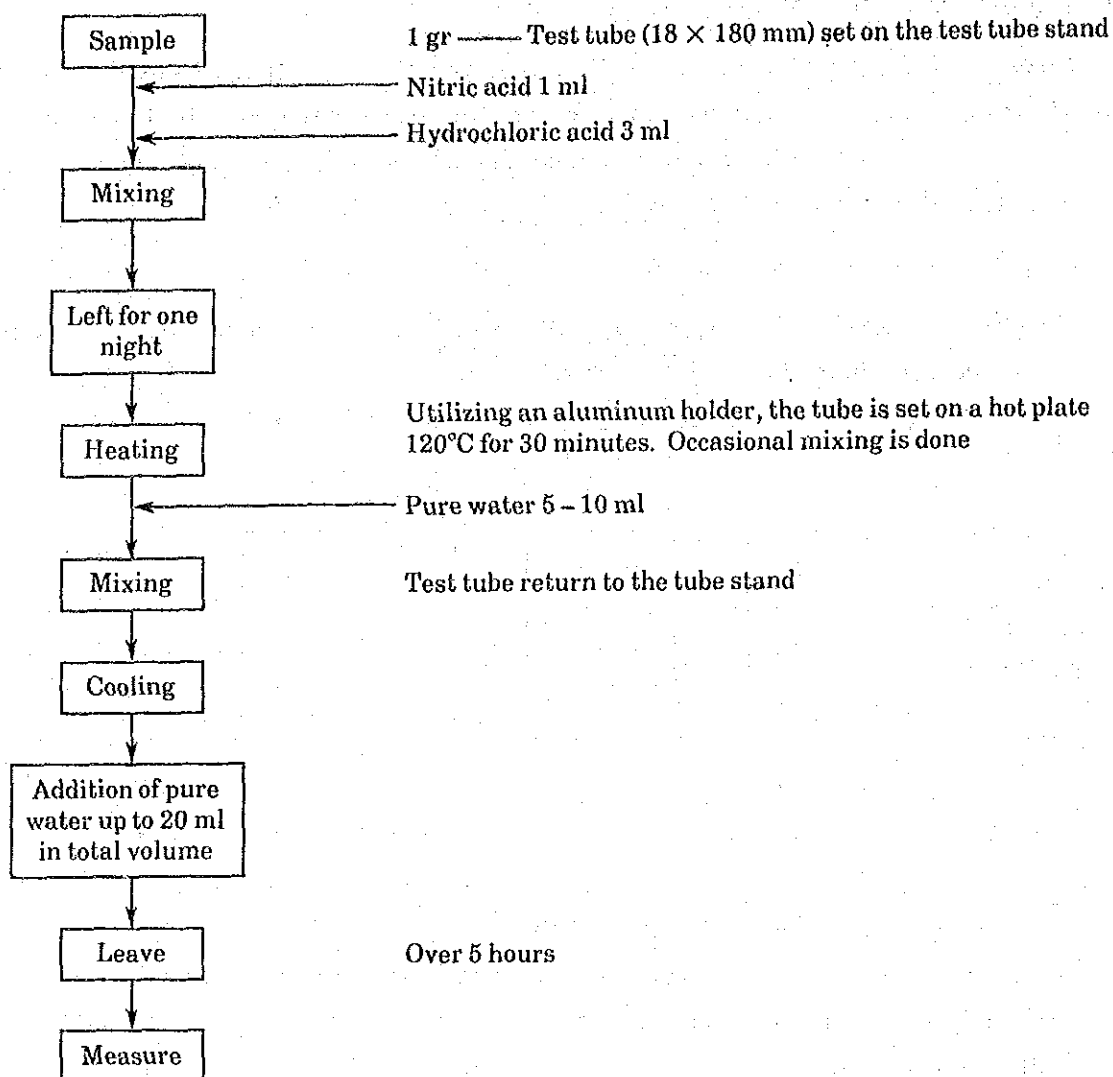 Sample
1 gr ——— Test tube (18 × 180 mm) set on the test tube stand
Nitric acid 1 ml
Hydrochloric acid 3 ml
Mixing
Left for one
night
Utilizing an aluminum holder, the tube is set on a hot plate
120°C for 30 minutes. Occasional mixing is done
Heating
Pure water 5 – 10 ml
Mixing
Test tube return to the tube stand
Cooling
Addition of pure
water up to 20 ml
in total volume
Leave
Over 5 hours
Measure